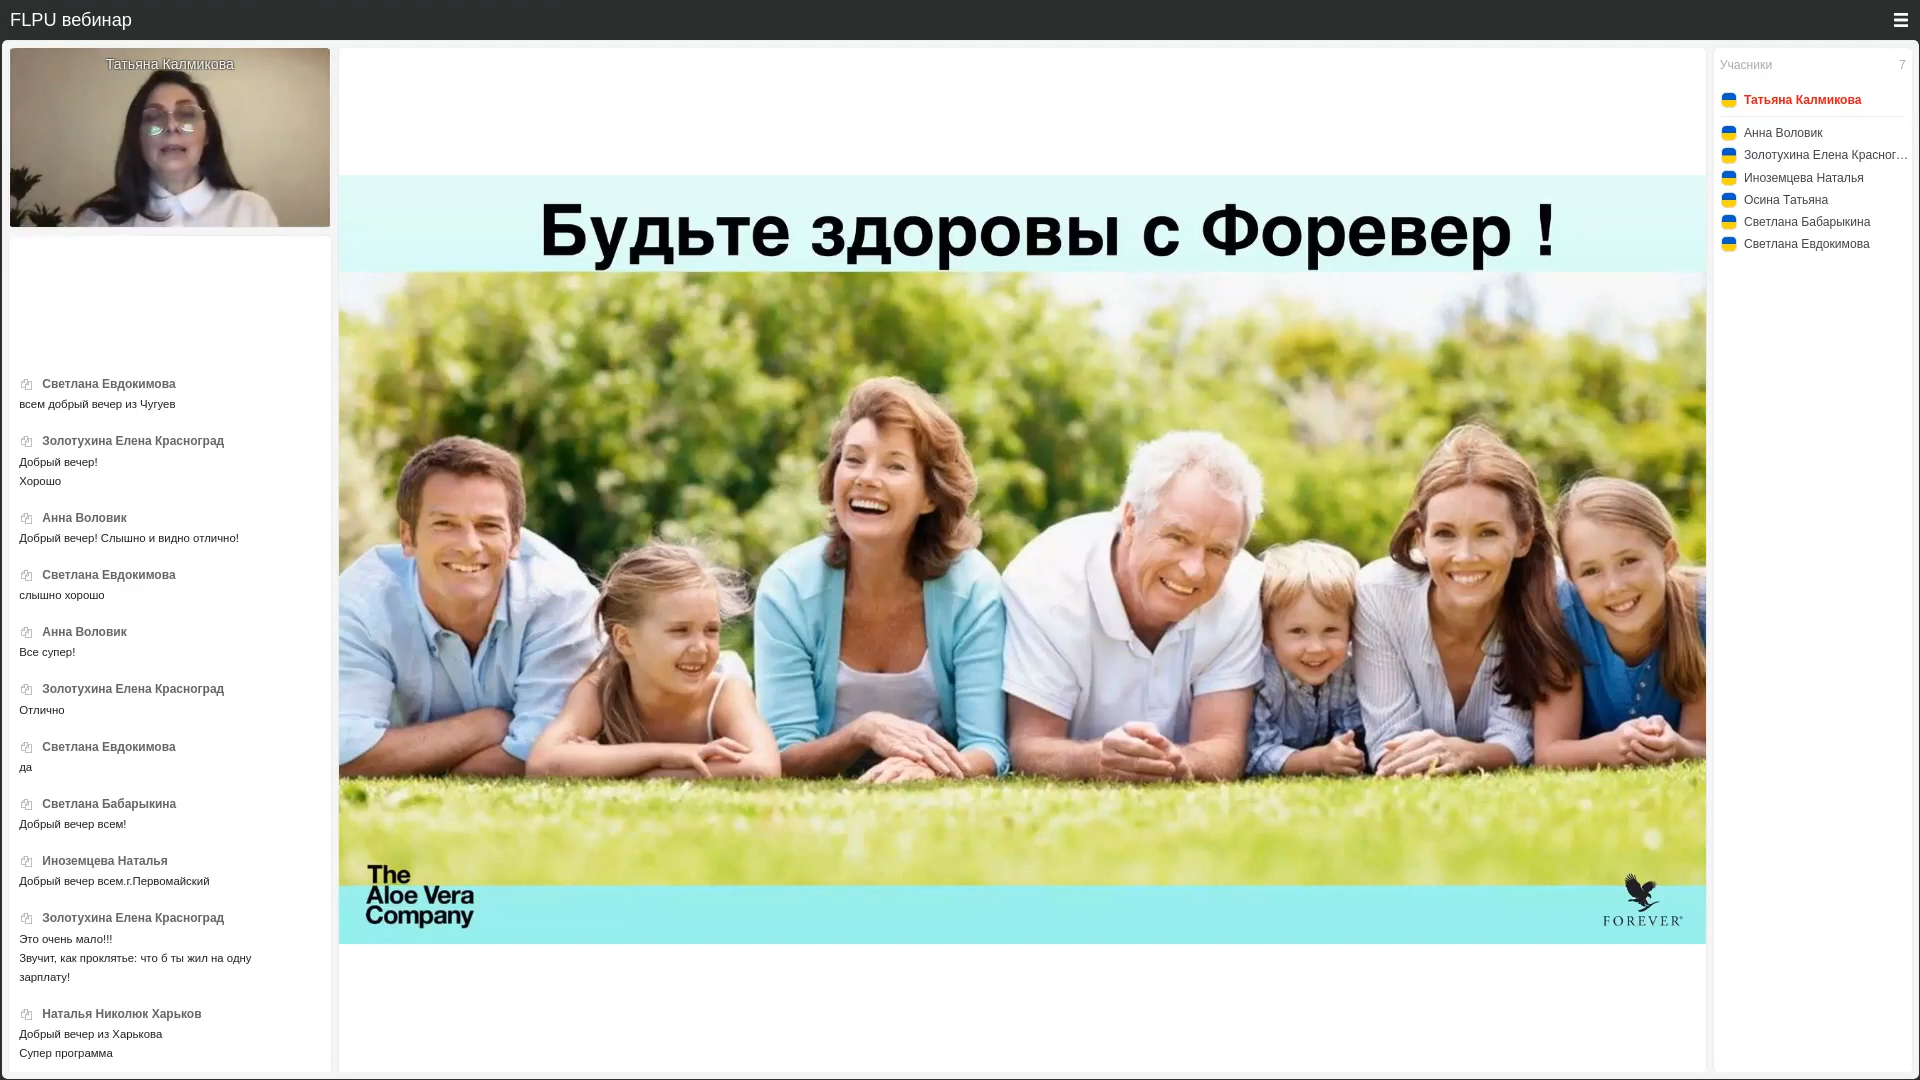 FLPU вебинар
Татьяна Калмикова
Светлана Евдокимова
всем добрый вечер из Чугуев
Золотухина Елена Красноград
Добрый вечер!
Хорошо
Анна Воловик
Добрый вечер! Слышно и видно отлично!
Светлана Евдокимова
слышно хорошо
Анна Воловик
Все супер!
Золотухина Елена Красноград
Отлично
Светлана Евдокимова
да
Светлана Бабарыкина
Добрый вечер всем!
Иноземцева Наталья
Добрый вечер всем.г.Первомайский
Золотухина Елена Красноград
Это очень мало!!!
Звучит, как проклятье: что б ты жил на одну
зарплату!
Наталья Николюк Харьков
Добрый вечер из Харькова
Супер программа
Будьте здоровы с Форевер !
The
Aloe Vera
Company
FOREVER®
Учасники 7
Татьяна Калмикова
Анна Воловик
Золотухина Елена Красног…
Иноземцева Наталья
Осина Татьяна
Светлана Бабарыкина
Светлана Евдокимова